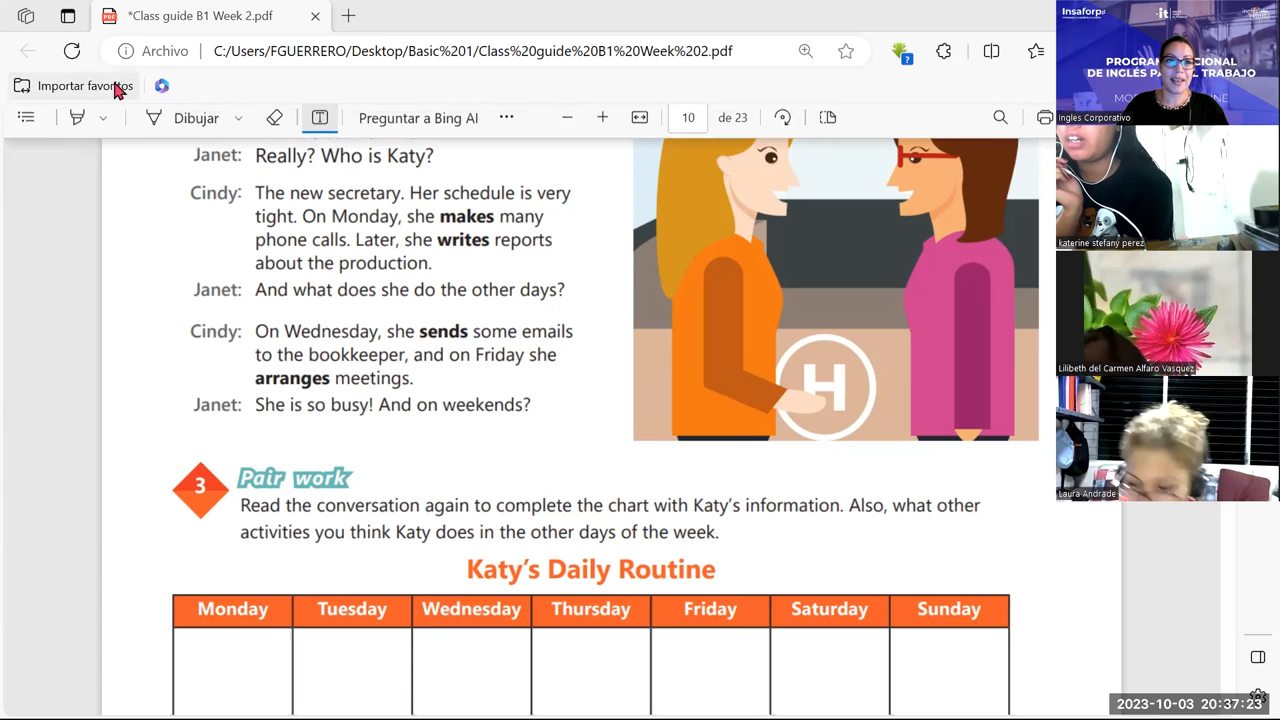 *Class guide B1 Week 2.pdf
Archivo
C:/Users/FGUERRERO/Desktop/Basic%201/Class%20guide%20B1%20Week%202.pdf
Importar favoritos
Dibujar
Preguntar a Bing AI
10
de 23
Janet: Really? Who is Katy?
Cindy: The new secretary. Her schedule is very
tight. On Monday, she makes many
phone calls. Later, she writes reports
about the production.
Janet: And what does she do the other days?
Cindy: On Wednesday, she sends some emails
to the bookkeeper, and on Friday she
arranges meetings.
Janet: She is so busy! And on weekends?
H
3
Pair work
Read the conversation again to complete the chart with Katy's information. Also, what other
activities you think Katy does in the other days of the week.
Katy's Daily Routine
Monday Tuesday Wednesday Thursday Friday Saturday Sunday
Insaforp
it
DE INGLÉS TRABAJO
Ingles Corporativo
katerine stefany perez
Lilibeth del Carmen Alfaro Vasquez
Laura Andrade
2023-10-03 20:37:23